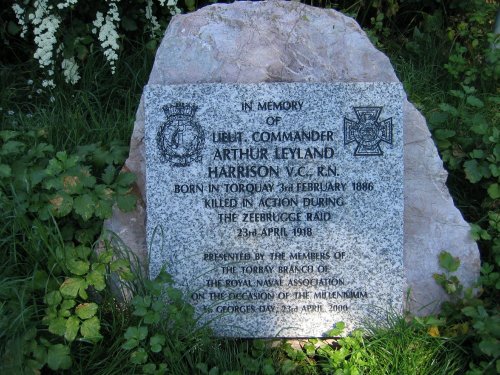 IN MEMORY
OF
LIEUT. COMMANDER
ARTHUR LEYLAND
HARRISON V.C., R.N.
BORN IN TORQUAY 3rd FEBRUARY 1886
KILLED IN ACTION DURING
THE ZEEBRUGGE RAID
23rd APRIL 1918
PRESENTED BY THE MEMBERS OF
THE TORBAY BRANCH OF
THE ROYAL NAVAL ASSOCIATION
ON THE OCCASION OF THE MILLENNIUM
St GEORGES DAY, 23rd APRIL 2000